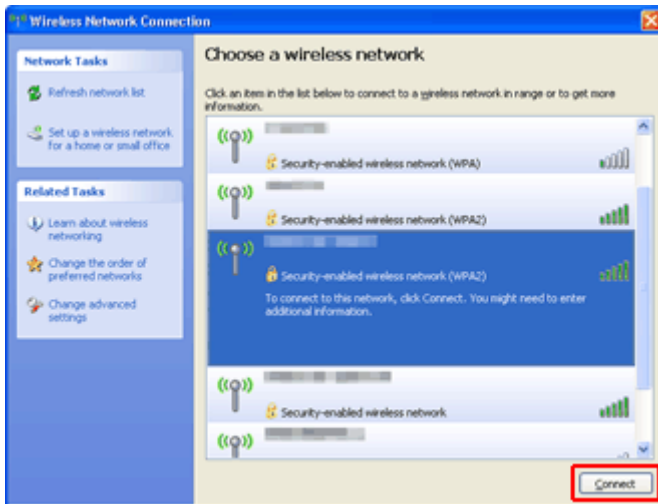 Wireless Network Connection
Network Tasks
Refresh network list
Set up a wireless network
for a home or small office
Related Tasks
Learn about wireless
networking
Change the order of
preferred networks
Change advanced
settings
Choose a wireless network
Click an item in the list below to connect to a wireless network in range or to get more
information.
Security-enabled wireless network (WPA)
Security-enabled wireless network (WPA2)
Security-enabled wireless network (WPA2)
To connect to this network, click Connect. You might need to enter
additional information.
Security-enabled wireless network
Connect